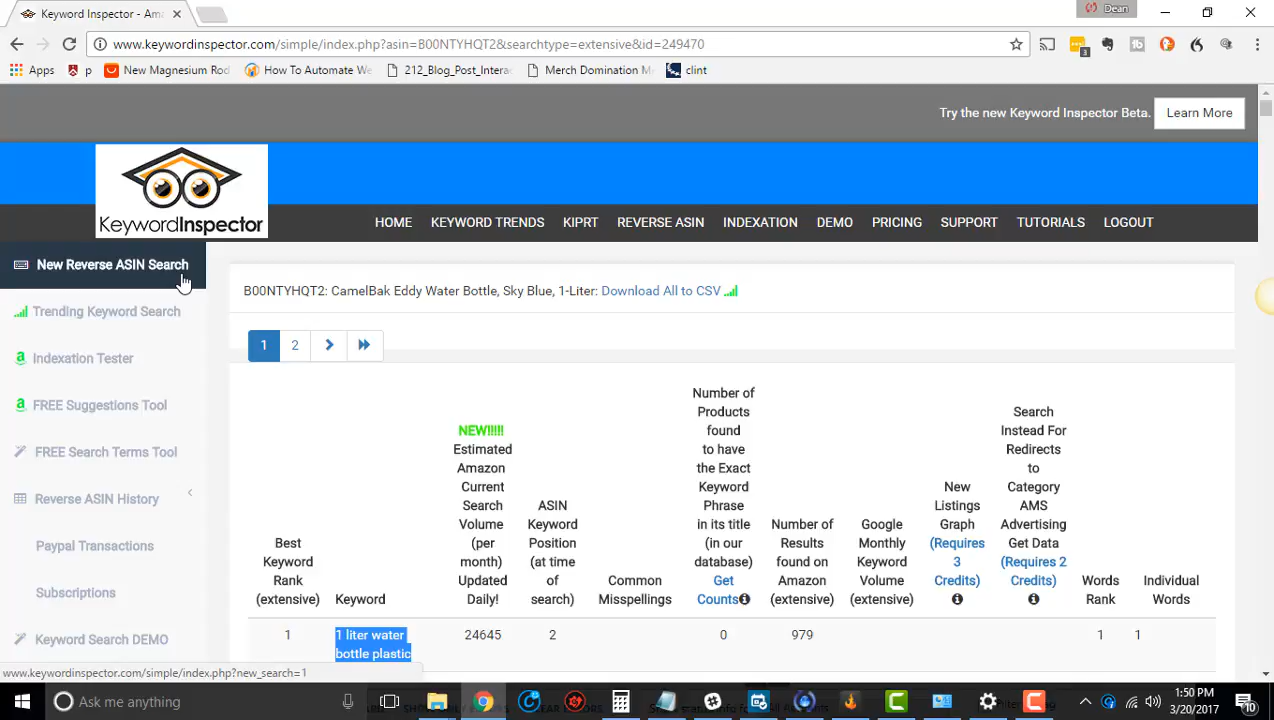 Keyword Inspector - Ama
Dean
www.keywordinspector.com/simple/index.php?asin=B00NTYHQT2&searchtype=extensive&id=249470
3
Apps
p
New Magnesium Rod
How To Automate We
212_Blog_Post_Interac
Merch Domination M
clint
Try the new Keyword Inspector Beta.
Learn More
KeywordInspector
HOME
KEYWORD TRENDS
KIPRT
REVERSE ASIN
INDEXATION
DEMO
PRICING
SUPPORT
TUTORIALS
LOGOUT
New Reverse ASIN Search
Trending Keyword Search
Indexation Tester
FREE Suggestions Tool
FREE Search Terms Tool
Reverse ASIN History
Paypal Transactions
Subscriptions
Keyword Search DEMO
B00NTYHQT2: CamelBak Eddy Water Bottle, Sky Blue, 1-Liter: Download All to CSV
1
2
Best
Keyword
Rank
(extensive)
Keyword
NEW!!!!!
Estimated
Amazon
Current
Search
Volume
(per
month)
Updated
Daily!
ASIN
Keyword
Position
(at time
of
search)
Common
Misspellings
Number of
Products
found
to have
the Exact
Keyword
Phrase
in its title
(in our
database)
Get
Counts
Number of
Results
found on
Amazon
(extensive)
Google
Monthly
Keyword
Volume
(extensive)
New
Listings
Graph
(Requires
3
Credits)
Search
Instead For
Redirects
to
Category
AMS
Advertising
Get Data
(Requires 2
Credits)
Words
Rank
Individual
Words
1
1 liter water
bottle plastic
24645
2
0
979
1
1
www.keywordinspector.com/simple/index.php?new_search=1
Ask me anything
1:50 PM
3/20/2017
10